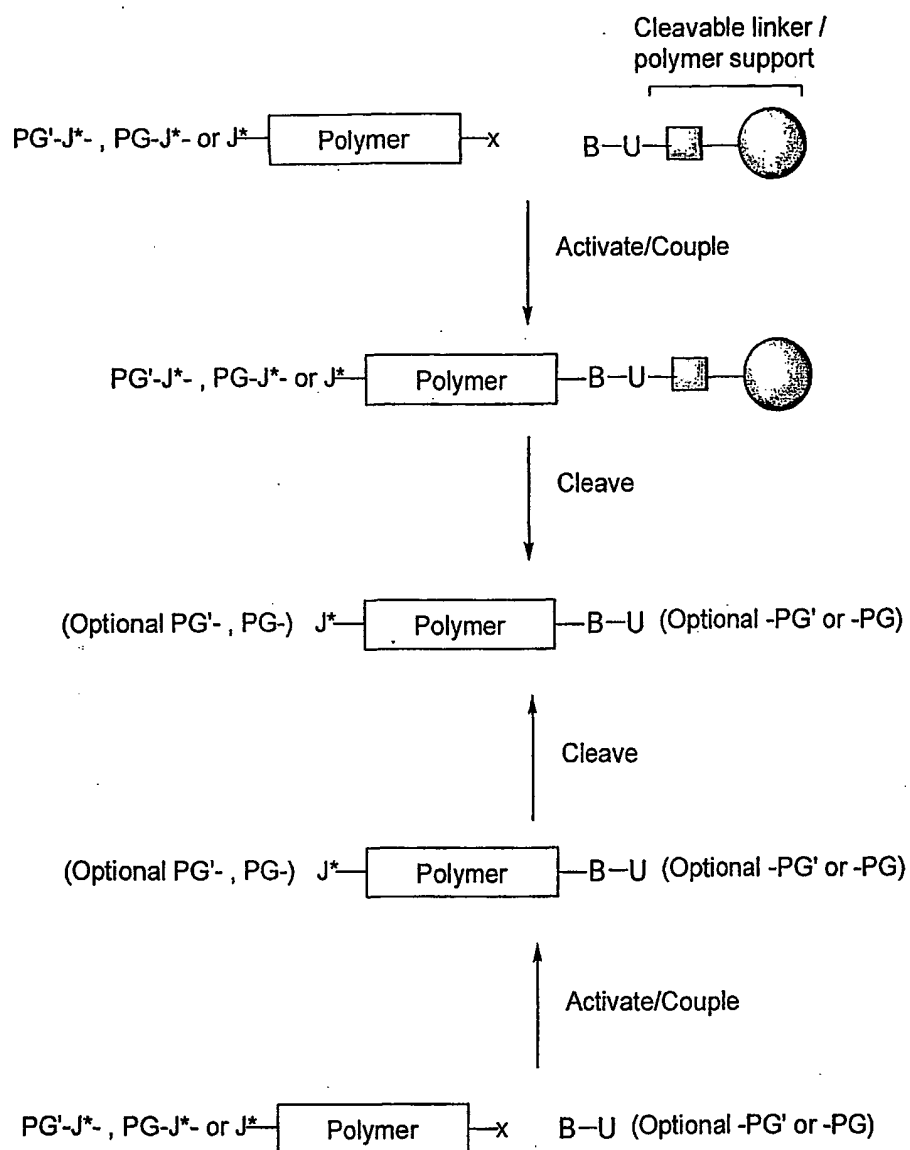 Cleavable linker /
polymer support
PG'-J*- , PG-J*- or J* Polymer x B-U
Activate/Couple
PG'-J*- , PG-J*- or J* Polymer B-U
Cleave
(Optional PG'- , PG-) J* Polymer B-U (Optional -PG' or -PG)
Cleave
(Optional PG'- , PG-) J* Polymer B-U (Optional -PG' or -PG)
Activate/Couple
PG'-J*- , PG-J*- or J* Polymer x B-U (Optional -PG' or -PG)